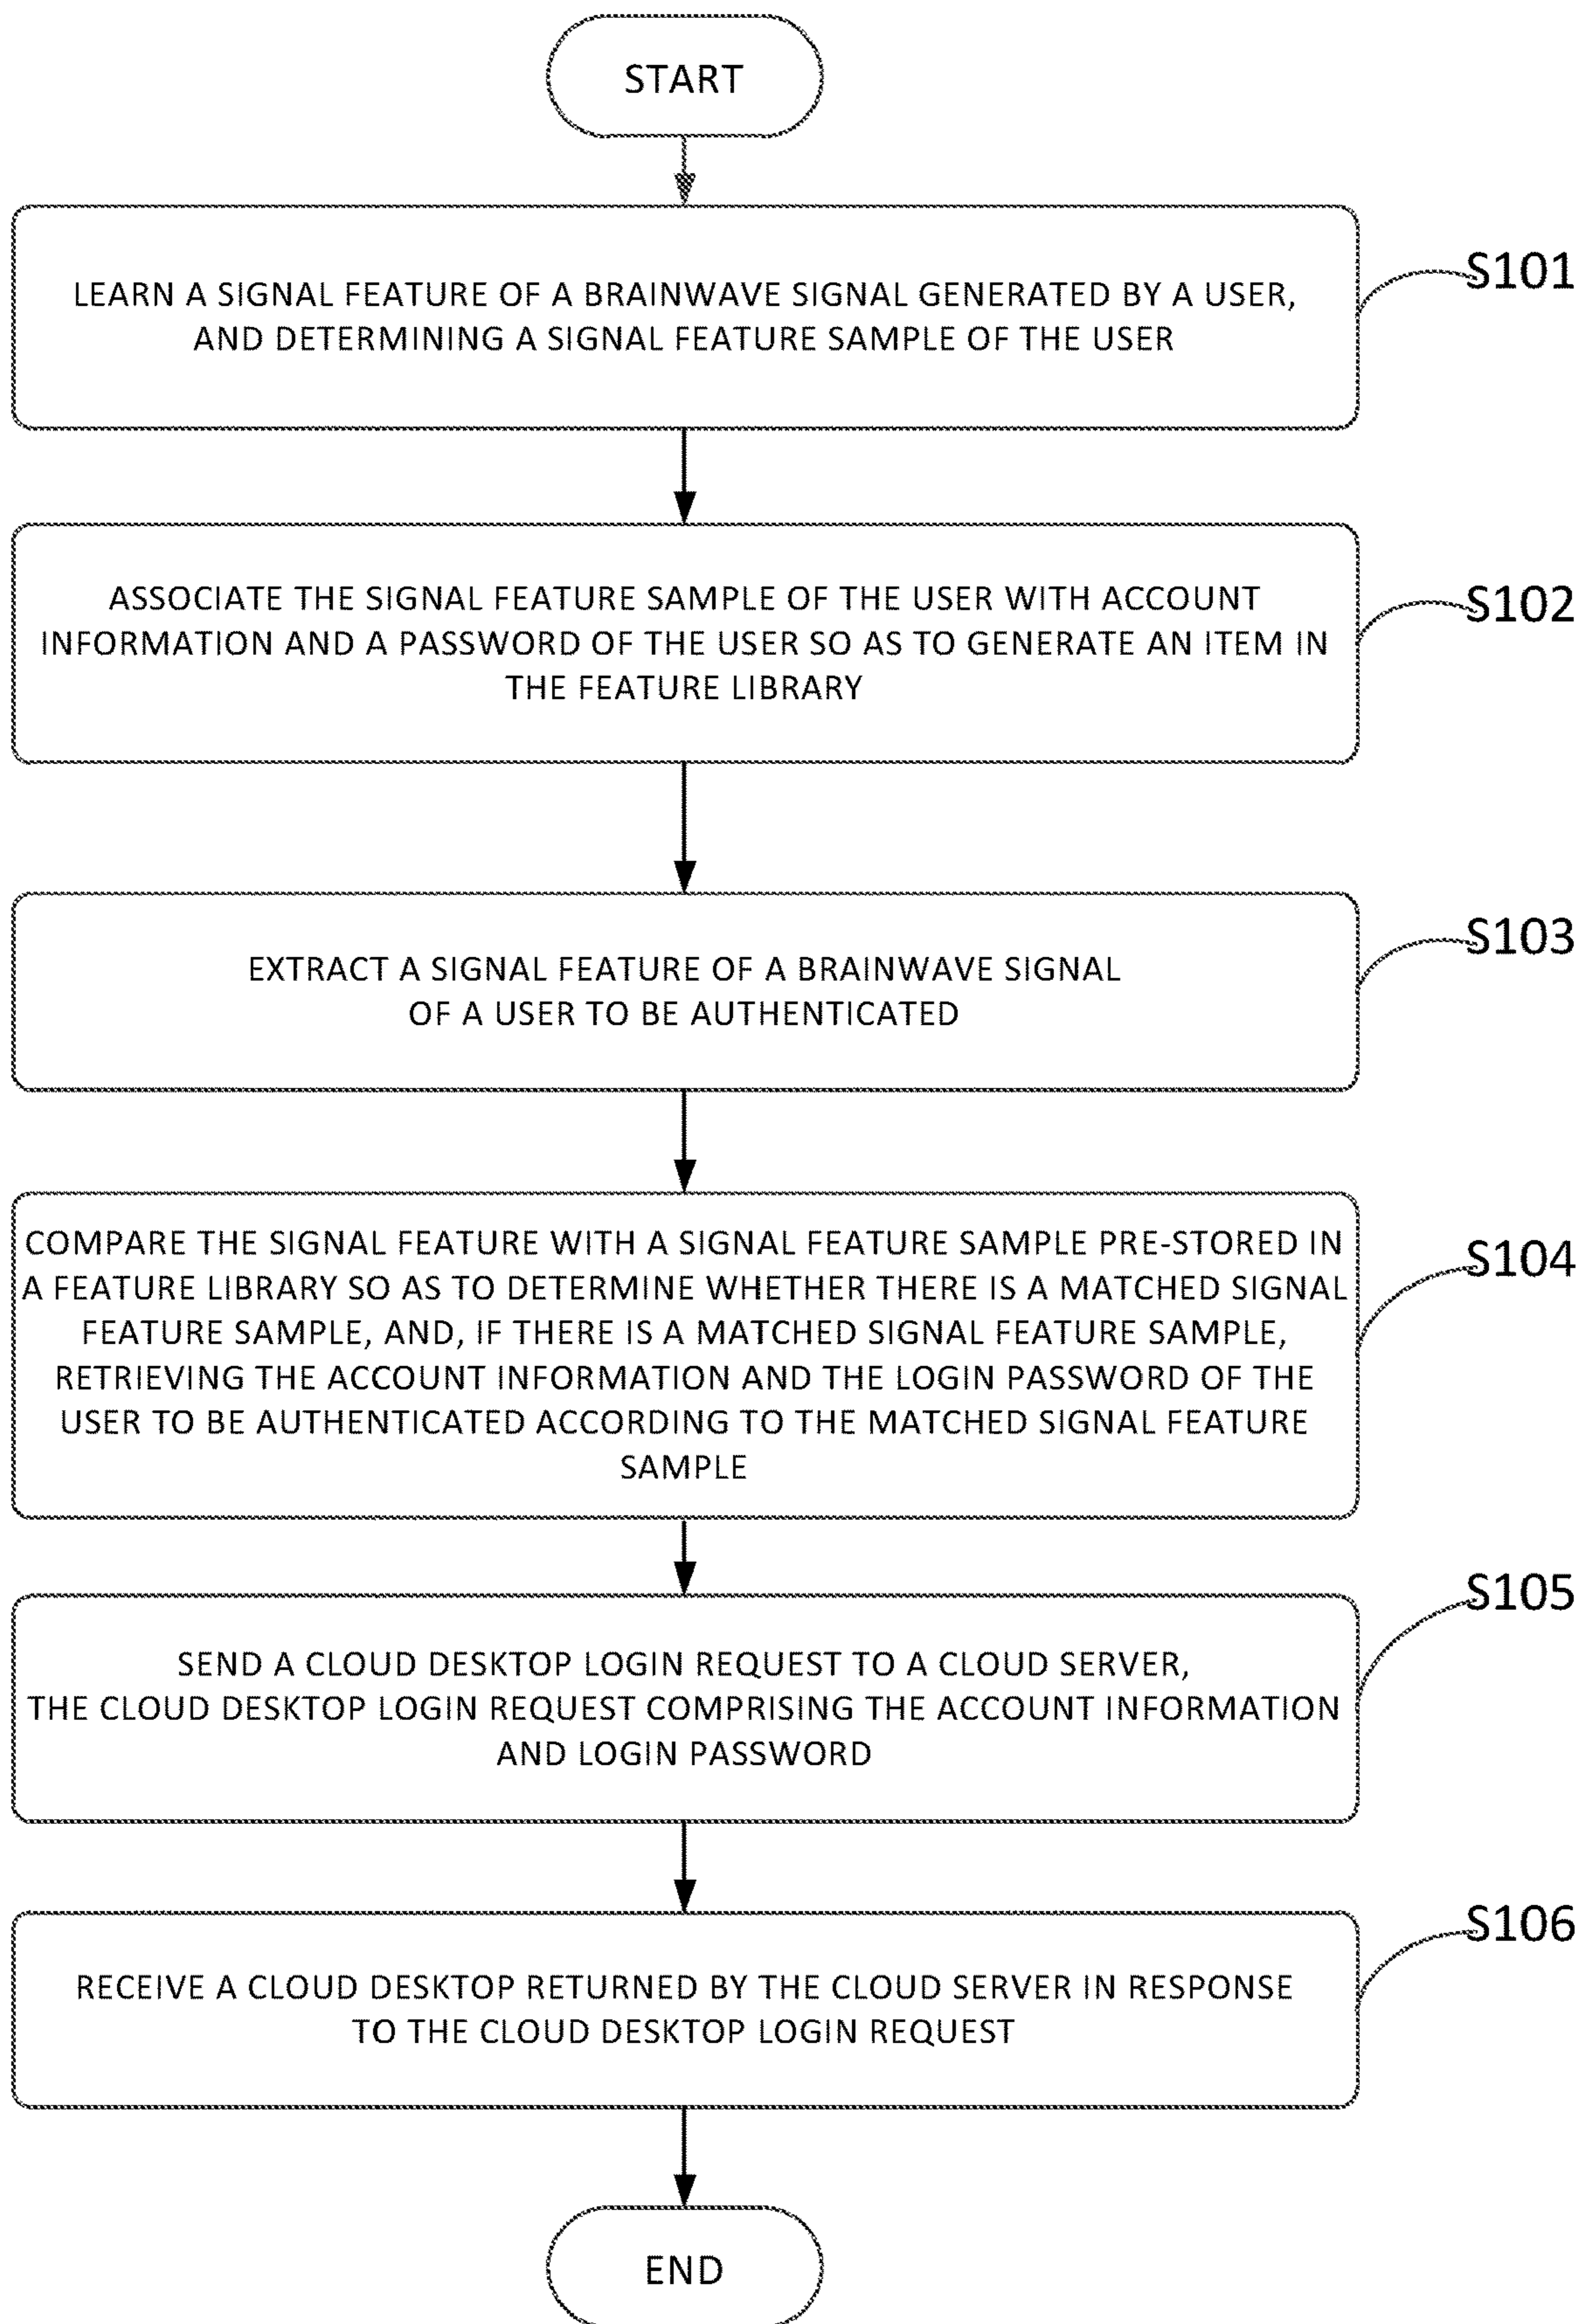 START
LEARN A SIGNAL FEATURE OF A BRAINWAVE SIGNAL GENERATED BY A USER,
AND DETERMINING A SIGNAL FEATURE SAMPLE OF THE USER
S101
ASSOCIATE THE SIGNAL FEATURE SAMPLE OF THE USER WITH ACCOUNT
INFORMATION AND A PASSWORD OF THE USER SO AS TO GENERATE AN ITEM IN
THE FEATURE LIBRARY
S102
EXTRACT A SIGNAL FEATURE OF A BRAINWAVE SIGNAL
OF A USER TO BE AUTHENTICATED
S103
COMPARE THE SIGNAL FEATURE WITH A SIGNAL FEATURE SAMPLE PRE-STORED IN
A FEATURE LIBRARY SO AS TO DETERMINE WHETHER THERE IS A MATCHED SIGNAL
FEATURE SAMPLE, AND, IF THERE IS A MATCHED SIGNAL FEATURE SAMPLE,
RETRIEVING THE ACCOUNT INFORMATION AND THE LOGIN PASSWORD OF THE
USER TO BE AUTHENTICATED ACCORDING TO THE MATCHED SIGNAL FEATURE
SAMPLE
S104
SEND A CLOUD DESKTOP LOGIN REQUEST TO A CLOUD SERVER,
THE CLOUD DESKTOP LOGIN REQUEST COMPRISING THE ACCOUNT INFORMATION
AND LOGIN PASSWORD
S105
RECEIVE A CLOUD DESKTOP RETURNED BY THE CLOUD SERVER IN RESPONSE
TO THE CLOUD DESKTOP LOGIN REQUEST
S106
END